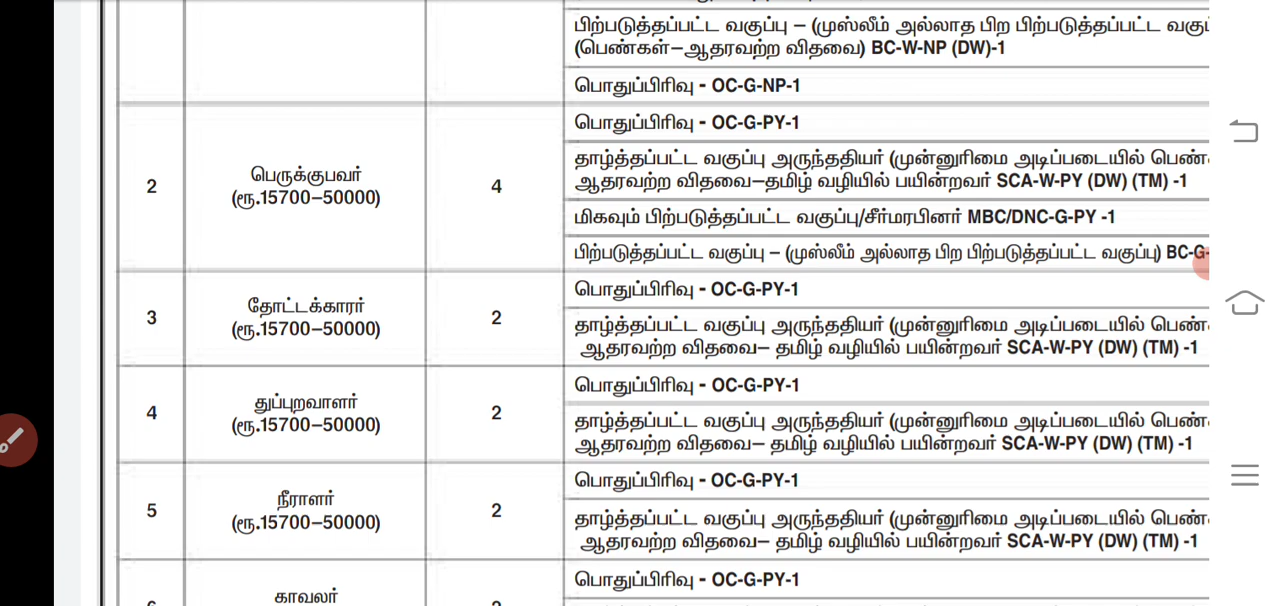 பிற்படுத்தப்பட்ட வகுப்பு – (முஸ்லீம் அல்லாத பிற பிற்படுத்தப்பட்ட
(பெண்கள்–ஆதரவற்ற விதவை) BC-W-NP (DW)-1
பொதுப்பிரிவு - OC-G-NP-1
2
பெருக்குபவர்
(ரூ.15700–50000)
4
பொதுப்பிரிவு - OC-G-PY-1
தாழ்த்தப்பட்ட வகுப்பு அருந்ததியர் (முன்னுரிமை அடிப்படையில்
ஆதரவற்ற விதவை–தமிழ் வழியில் பயின்றவர் SCA-W-PY (DW) (TM) -1
மிகவும் பிற்படுத்தப்பட்ட வகுப்பு/சீர்மரபினர் MBC/DNC-G-PY -1
பிற்படுத்தப்பட்ட வகுப்பு – (முஸ்லீம் அல்லாத பிற பிற்படுத்தப்பட்ட வகுப்பு) BC-G-
3
தோட்டக்காரர்
(ரூ.15700–50000)
2
பொதுப்பிரிவு - OC-G-PY-1
தாழ்த்தப்பட்ட வகுப்பு அருந்ததியர் (முன்னுரிமை அடிப்படையில்
ஆதரவற்ற விதவை– தமிழ் வழியில் பயின்றவர் SCA-W-PY (DW) (TM) -1
4
துப்புறவாளர்
(ரூ.15700–50000)
2
பொதுப்பிரிவு - OC-G-PY-1
தாழ்த்தப்பட்ட வகுப்பு அருந்ததியர் (முன்னுரிமை அடிப்படையில்
ஆதரவற்ற விதவை– தமிழ் வழியில் பயின்றவர் SCA-W-PY (DW) (TM) -1
5
நீராளர்
(ரூ.15700–50000)
2
பொதுப்பிரிவு - OC-G-PY-1
தாழ்த்தப்பட்ட வகுப்பு அருந்ததியர் (முன்னுரிமை அடிப்படையில்
ஆதரவற்ற விதவை– தமிழ் வழியில் பயின்றவர் SCA-W-PY (DW) (TM) -1
காவலர்
பொதுப்பிரிவு - OC-G-PY-1